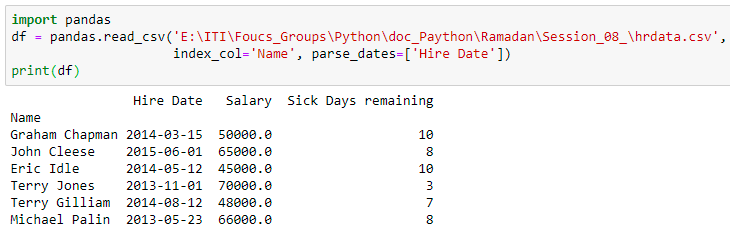 import pandas
df = pandas.read_csv('E:\ITI\Foucs_Groups\Python\doc_Paython\Ramadan\Session_08_\hrdata.csv',
                     index_col='Name', parse_dates=['Hire Date'])
print(df)
                Hire Date   Salary  Sick Days remaining
Name
Graham Chapman 2014-03-15  50000.0                   10
John Cleese    2015-06-01  65000.0                    8
Eric Idle      2014-05-12  45000.0                   10
Terry Jones    2013-11-01  70000.0                    3
Terry Gilliam  2014-08-12  48000.0                    7
Michael Palin  2013-05-23  66000.0                    8